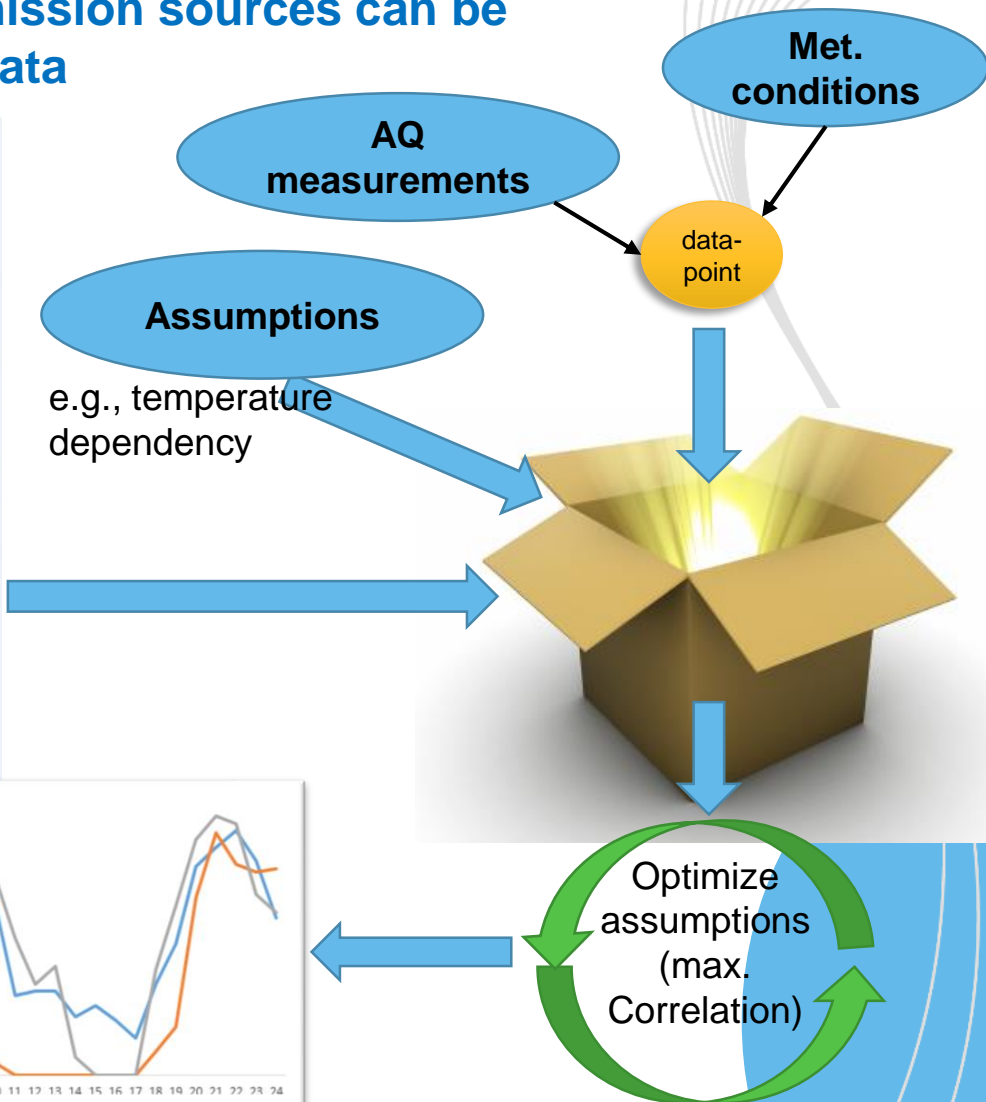 ission sources can be
ata
Met.
conditions
AQ
measurements
data-
point
Assumptions
e.g., temperature
dependency
Optimize
assumptions
(max.
Correlation)
11 12 13 14 15 16 17 18 19 20 21 22 23 24